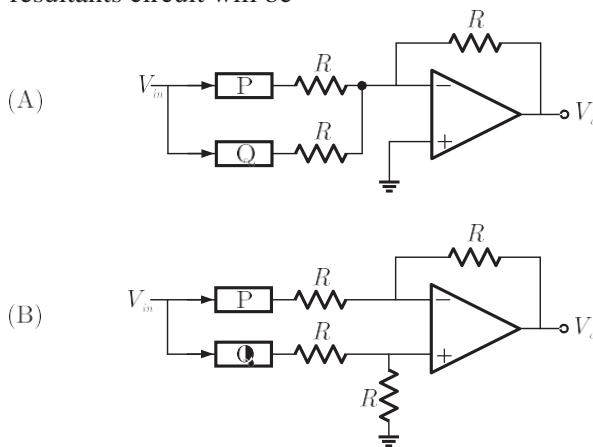 resultants circuit will be
R
(A) V_in P R
R
Q
− + V
(B) V_in P R
R
R
Q
− + V
R